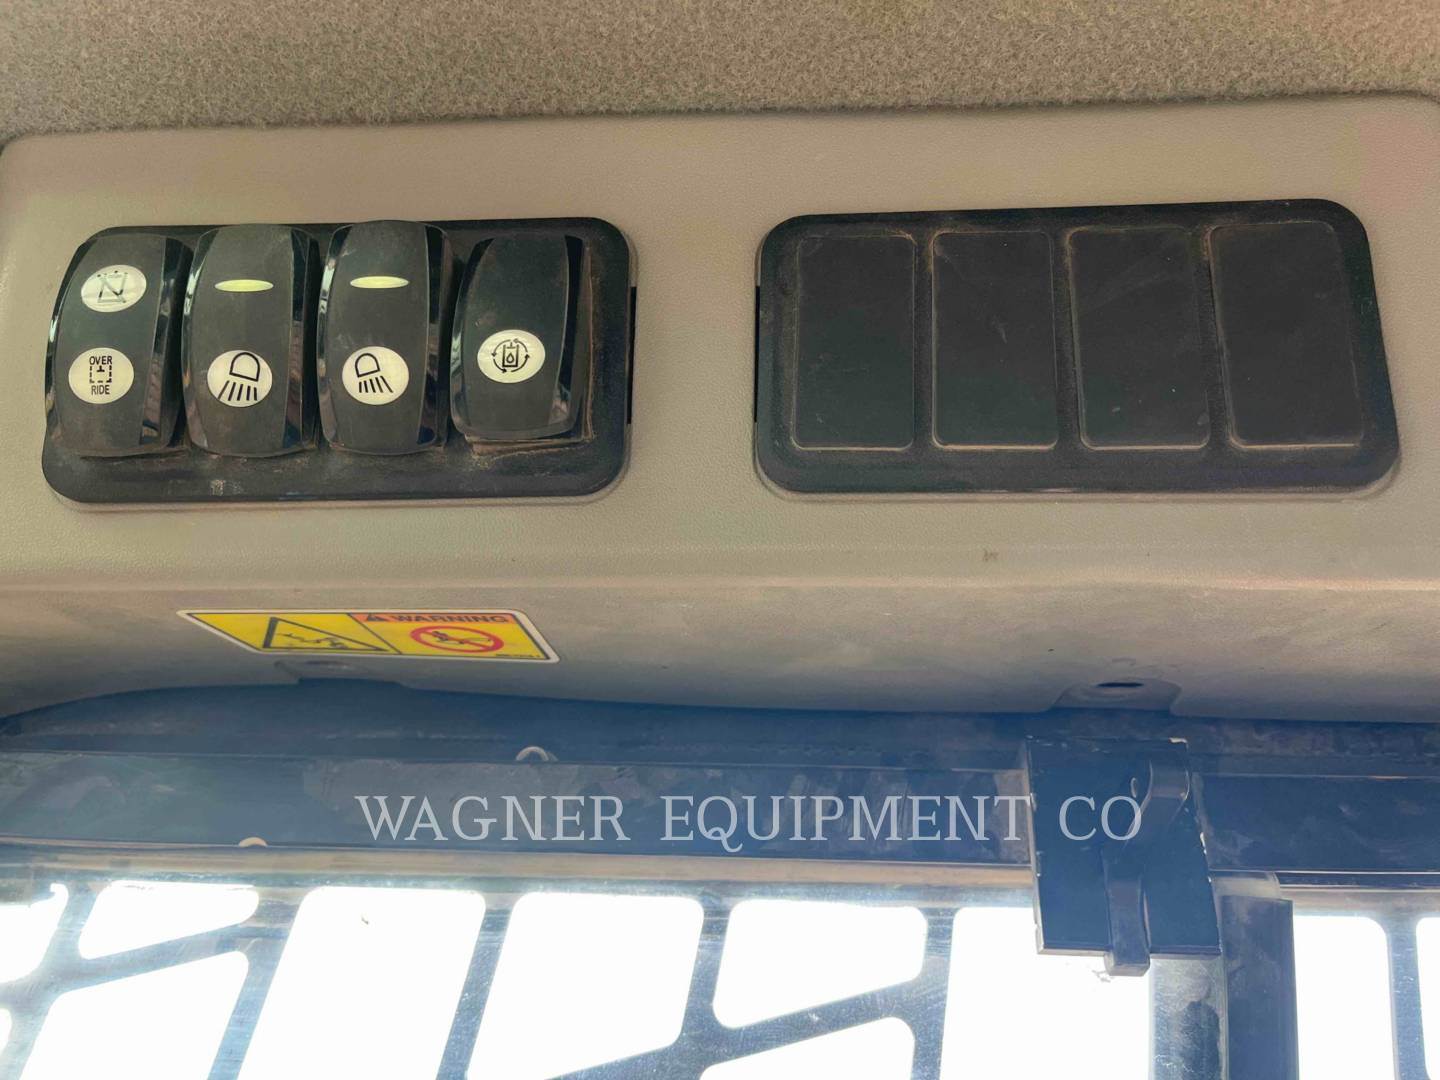 OVER
RIDE
WARNING
WAGNER EQUIPMENT CO